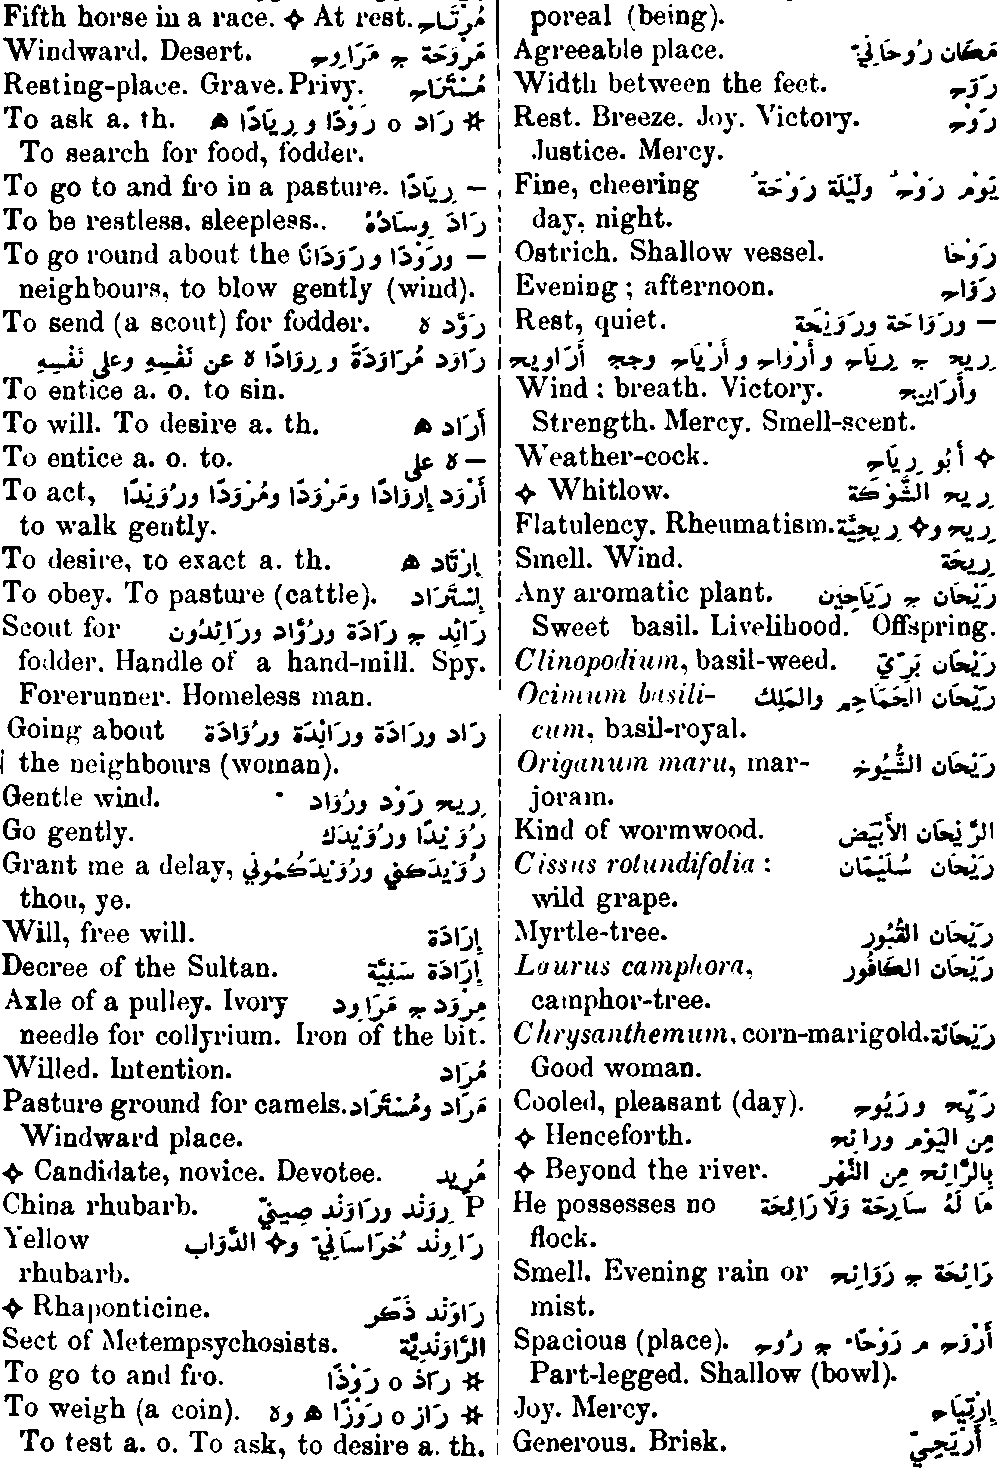 poreal (being).
Agreeable place. مَكَان رُوحَانِيّ
Width between the feet. رَوَح
Rest. Breeze. Joy. Victory. رَوْح
Justice. Mercy.
Fine, cheering يَوْم رَوْحٌ ولَيْلَة رَوْحَةٌ
day, night.
Ostrich. Shallow vessel. رَوْحَا
Evening; afternoon. رَوَاح
Rest, quiet. — ورَوَاحَة ورَوِيْحَة
رِيح ج رِيَاح وأَرْوَاح وأَرْيَاح وجج أَرَاوِيح
Wind; breath. Victory. وأَرَايِيح
Strength. Mercy. Smell-scent.
Weather-cock. ✧ أَبُو رِيَاح
✧ Whitlow. رِيح الشَّوْكَة
Flatulency. Rheumatism. رِيح و✧ رِيحِيَّة
Smell. Wind. رِيحَة
Any aromatic plant. رَيْحَان ج رَيَاحِين
Sweet basil. Livelihood. Offspring.
Clinopodium, basil-weed. رَيْحَان بَرّيّ
Ocimum basili- رَيْحَان الحَمَاحِم والمَلِك
cum, basil-royal.
Origanum maru, mar- رَيْحَان الشُّيُوخ
joram.
Kind of wormwood. الرَّيْحَان الأَبْيَض
Cissus rotundifolia: رَيْحَان سُلَيْمَان
wild grape.
Myrtle-tree. رَيْحَان القُبُور
Laurus camphora, رَيْحَان الكَافُور
camphor-tree.
Chrysanthemum, corn-marigold. رَيْحَانَة
Good woman.
Cooled, pleasant (day). رَيِّح ورَيُوح
✧ Henceforth. مِن اليَوْم ورائِح
✧ Beyond the river. بِالرَّائِح مِن النَّهْر
He possesses no مَا لَهُ سَارِحَة وَلَا رَائِحَة
flock.
Smell. Evening rain or رَائِحَة ج رَوَائِح
mist.
Spacious (place). أَرْوَح م رَوْحَاء ج رُوح
Part-legged. Shallow (bowl).
Joy. Mercy. إِرْتِيَاح
Generous. Brisk. أَرْيَحِيّ
Fifth horse in a race. ✧ At rest. مُرْتَاح
Windward. Desert. مَرْوَحَة ج مَرَاوِح
Resting-place. Grave. Privy. مُسْتَرَاح
To ask a. th. ✲ رَاد o رَوْدًا ورِيَادًا ه
To search for food, fodder.
To go to and fro in a pasture. — رِيَادًا
To be restless, sleepless.. رَادَ وِسَادُهُ
To go round about the — ورَوْدًا ورَوَدَانًا
neighbours, to blow gently (wind).
To send (a scout) for fodder. رَوَّد ه
رَاوَد مُرَاوَدَةً ورِوَادًا ه عن نَفْسِهِ وعلى نَفْسِهِ
To entice a. o. to sin.
To will. To desire a. th. أَرَاد ه
To entice a. o. to. — ه على
To act, أَرْوَد إِرْوَادًا ومَرْوَدًا ومُرْوَدًا ورُوَيْدًا
to walk gently.
To desire, to exact a. th. إِرْتَاد ه
To obey. To pasture (cattle). إِسْتَرَاد
Scout for رَائِد ج رَادَة ورُوَّاد ورَائِدُون
fodder. Handle of a hand-mill. Spy.
Forerunner. Homeless man.
Going about رَاد ورَادَة ورَائِدَة ورُوَادَة
the neighbours (woman).
Gentle wind. رِيح رَوْد ورُوَاد
Go gently. رُوَيْدًا ورُوَيْدَك
Grant me a delay, رُوَيْدَكَنِي ورُوَيْدَكُمُونِي
thou, ye.
Will, free will. إِرَادَة
Decree of the Sultan. إِرَادَة سَنِيَّة
Axle of a pulley. Ivory مِرْوَد ج مَرَاوِد
needle for collyrium. Iron of the bit.
Willed. Intention. مُرَاد
Pasture ground for camels. مَرَاد ومُسْتَرَاد
Windward place.
✧ Candidate, novice. Devotee. مُرِيد
China rhubarb. P رِوَنْد ورَاوَنْد صِينِيّ
Yellow رَاوِنْد خُرَاسَانِيّ و✧ الدَّوَاب
rhubarb.
✧ Rhaponticine. رَاوَنْد ذَكَر
Sect of Metempsychosists. الرَّاوَنْدِيَّة
To go to and fro. ✲ رَاذ o رَوْذًا
To weigh (a coin). ✲ رَاز o رَوْزًا ه وه
To test a. o. To ask, to desire a. th.